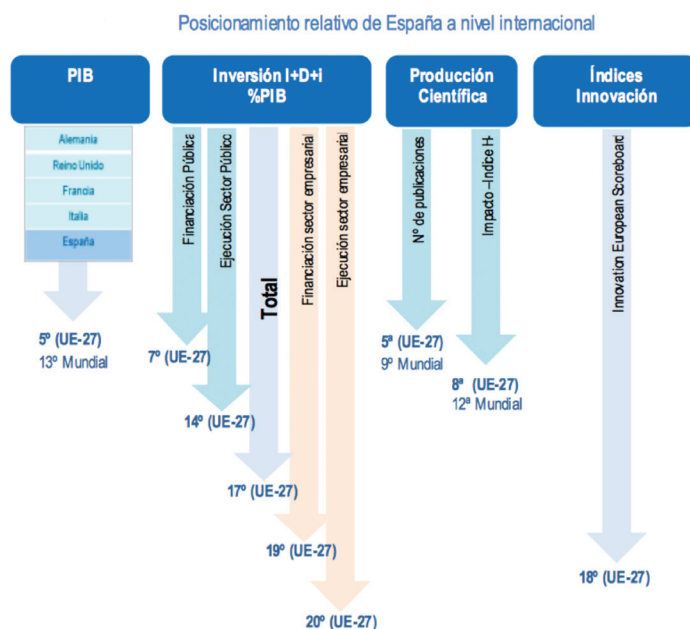 Posicionamiento relativo de España a nivel internacional
PIB
Alemania
Reino Unido
Francia
Italia
España
5º (UE-27)
13º Mundial
Inversión I+D+i
%PIB
Financiación Pública
7º (UE-27)
Ejecución Sector Público
14º (UE-27)
Total
17º (UE-27)
Financiación sector empresarial
19º (UE-27)
Ejecución sector empresarial
20º (UE-27)
Producción
Científica
Nº de publicaciones
5ª (UE-27)
9º Mundial
Impacto –Indice H-
8ª (UE-27)
12ª Mundial
Índices
Innovación
Innovation European Scoreboard
18º (UE-27)